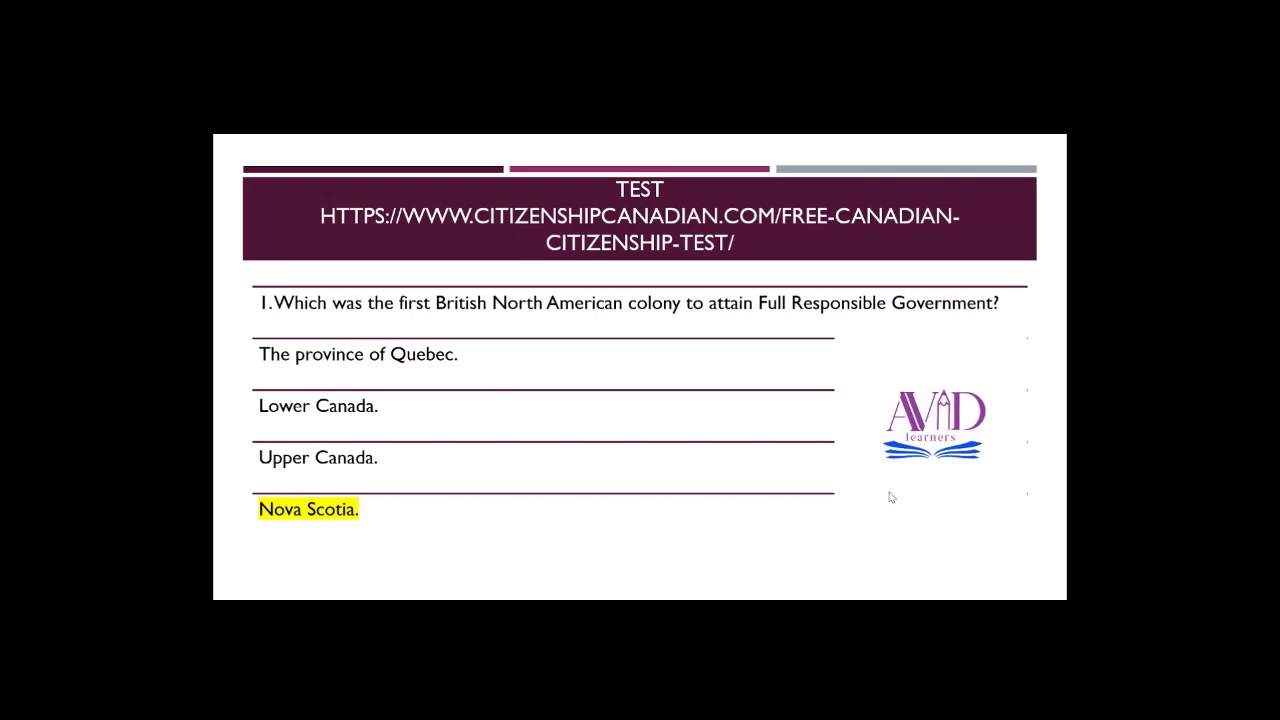 TEST
HTTPS://WWW.CITIZENSHIPCANADIAN.COM/FREE-CANADIAN-
CITIZENSHIP-TEST/
1. Which was the first British North American colony to attain Full Responsible Government?
The province of Quebec.
Lower Canada.
AVID
learners
Upper Canada.
Nova Scotia.